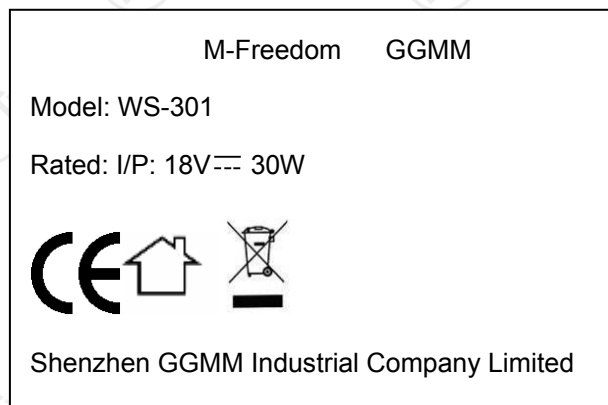 M-Freedom GGMM
Model: WS-301
Rated: I/P: 18V⎓ 30W
CE
Shenzhen GGMM Industrial Company Limited